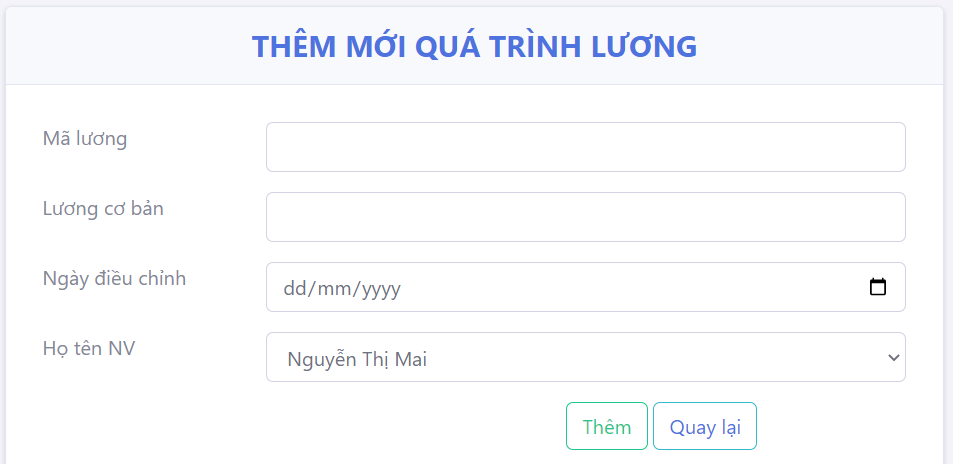 THÊM MỚI QUÁ TRÌNH LƯƠNG
Mã lương
Lương cơ bản
Ngày điều chỉnh
dd/mm/yyyy
Họ tên NV
Nguyễn Thị Mai
Thêm
Quay lại